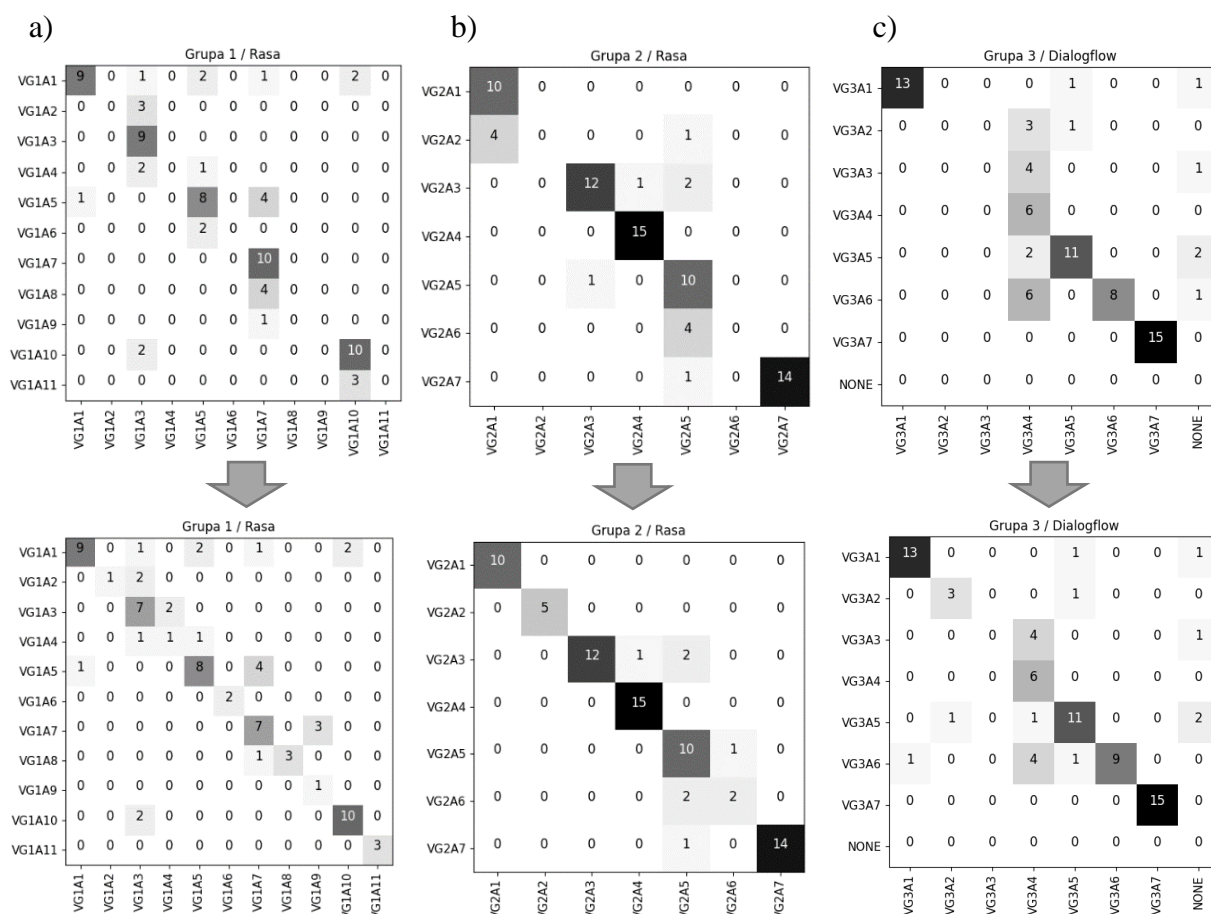 a)
b)
c)
Grupa 1 / Rasa
VG1A1 9 0 1 0 2 0 1 0 0 2 0
VG1A2 0 0 3 0 0 0 0 0 0 0 0
VG1A3 0 0 9 0 0 0 0 0 0 0 0
VG1A4 0 0 2 0 1 0 0 0 0 0 0
VG1A5 1 0 0 0 8 0 4 0 0 0 0
VG1A6 0 0 0 0 2 0 0 0 0 0 0
VG1A7 0 0 0 0 0 0 10 0 0 0 0
VG1A8 0 0 0 0 0 0 4 0 0 0 0
VG1A9 0 0 0 0 0 0 1 0 0 0 0
VG1A10 0 0 2 0 0 0 0 0 0 10 0
VG1A11 0 0 0 0 0 0 0 0 0 3 0
VG1A1 VG1A2 VG1A3 VG1A4 VG1A5 VG1A6 VG1A7 VG1A8 VG1A9 VG1A10 VG1A11
Grupa 2 / Rasa
VG2A1 10 0 0 0 0 0 0
VG2A2 4 0 0 0 1 0 0
VG2A3 0 0 12 1 2 0 0
VG2A4 0 0 0 15 0 0 0
VG2A5 0 0 1 0 10 0 0
VG2A6 0 0 0 0 4 0 0
VG2A7 0 0 0 0 1 0 14
VG2A1 VG2A2 VG2A3 VG2A4 VG2A5 VG2A6 VG2A7
Grupa 3 / Dialogflow
VG3A1 13 0 0 0 1 0 0 1
VG3A2 0 0 0 3 1 0 0 0
VG3A3 0 0 0 4 0 0 0 1
VG3A4 0 0 0 6 0 0 0 0
VG3A5 0 0 0 2 11 0 0 2
VG3A6 0 0 0 6 0 8 0 1
VG3A7 0 0 0 0 0 0 15 0
NONE 0 0 0 0 0 0 0 0
VG3A1 VG3A2 VG3A3 VG3A4 VG3A5 VG3A6 VG3A7 NONE
Grupa 1 / Rasa
VG1A1 9 0 1 0 2 0 1 0 0 2 0
VG1A2 0 1 2 0 0 0 0 0 0 0 0
VG1A3 0 0 7 2 0 0 0 0 0 0 0
VG1A4 0 0 1 1 1 0 0 0 0 0 0
VG1A5 1 0 0 0 8 0 4 0 0 0 0
VG1A6 0 0 0 0 0 2 0 0 0 0 0
VG1A7 0 0 0 0 0 0 7 0 3 0 0
VG1A8 0 0 0 0 0 0 1 3 0 0 0
VG1A9 0 0 0 0 0 0 0 0 1 0 0
VG1A10 0 0 2 0 0 0 0 0 0 10 0
VG1A11 0 0 0 0 0 0 0 0 0 0 3
VG1A1 VG1A2 VG1A3 VG1A4 VG1A5 VG1A6 VG1A7 VG1A8 VG1A9 VG1A10 VG1A11
Grupa 2 / Rasa
VG2A1 10 0 0 0 0 0 0
VG2A2 0 5 0 0 0 0 0
VG2A3 0 0 12 1 2 0 0
VG2A4 0 0 0 15 0 0 0
VG2A5 0 0 0 0 10 1 0
VG2A6 0 0 0 0 2 2 0
VG2A7 0 0 0 0 1 0 14
VG2A1 VG2A2 VG2A3 VG2A4 VG2A5 VG2A6 VG2A7
Grupa 3 / Dialogflow
VG3A1 13 0 0 0 1 0 0 1
VG3A2 0 3 0 0 1 0 0 0
VG3A3 0 0 0 4 0 0 0 1
VG3A4 0 0 0 6 0 0 0 0
VG3A5 0 1 0 1 11 0 0 2
VG3A6 1 0 0 4 1 9 0 0
VG3A7 0 0 0 0 0 0 15 0
NONE 0 0 0 0 0 0 0 0
VG3A1 VG3A2 VG3A3 VG3A4 VG3A5 VG3A6 VG3A7 NONE